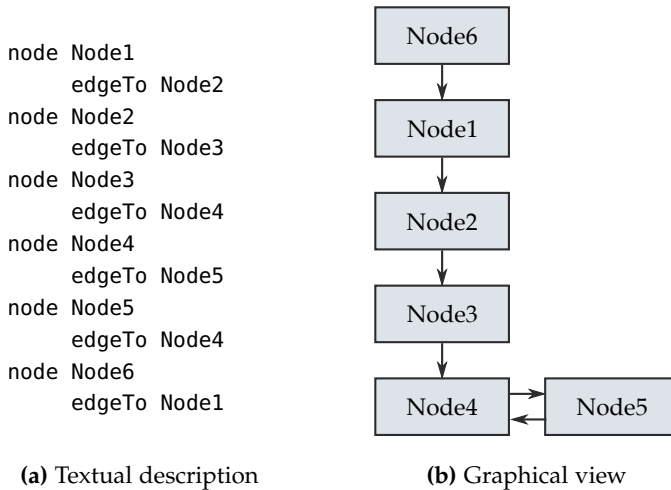 node Node1
edgeTo Node2
node Node2
edgeTo Node3
node Node3
edgeTo Node4
node Node4
edgeTo Node5
node Node5
edgeTo Node4
node Node6
edgeTo Node1
(a) Textual description
Node6
Node1
Node2
Node3
Node4
Node5
(b) Graphical view